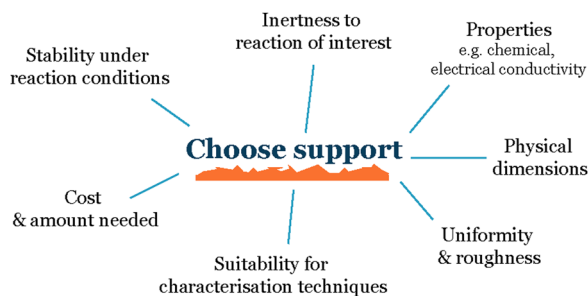 Inertness to
reaction of interest
Properties
e.g. chemical,
electrical conductivity
Stability under
reaction conditions
Choose support
Physical
dimensions
Cost
& amount needed
Uniformity
& roughness
Suitability for
characterisation techniques